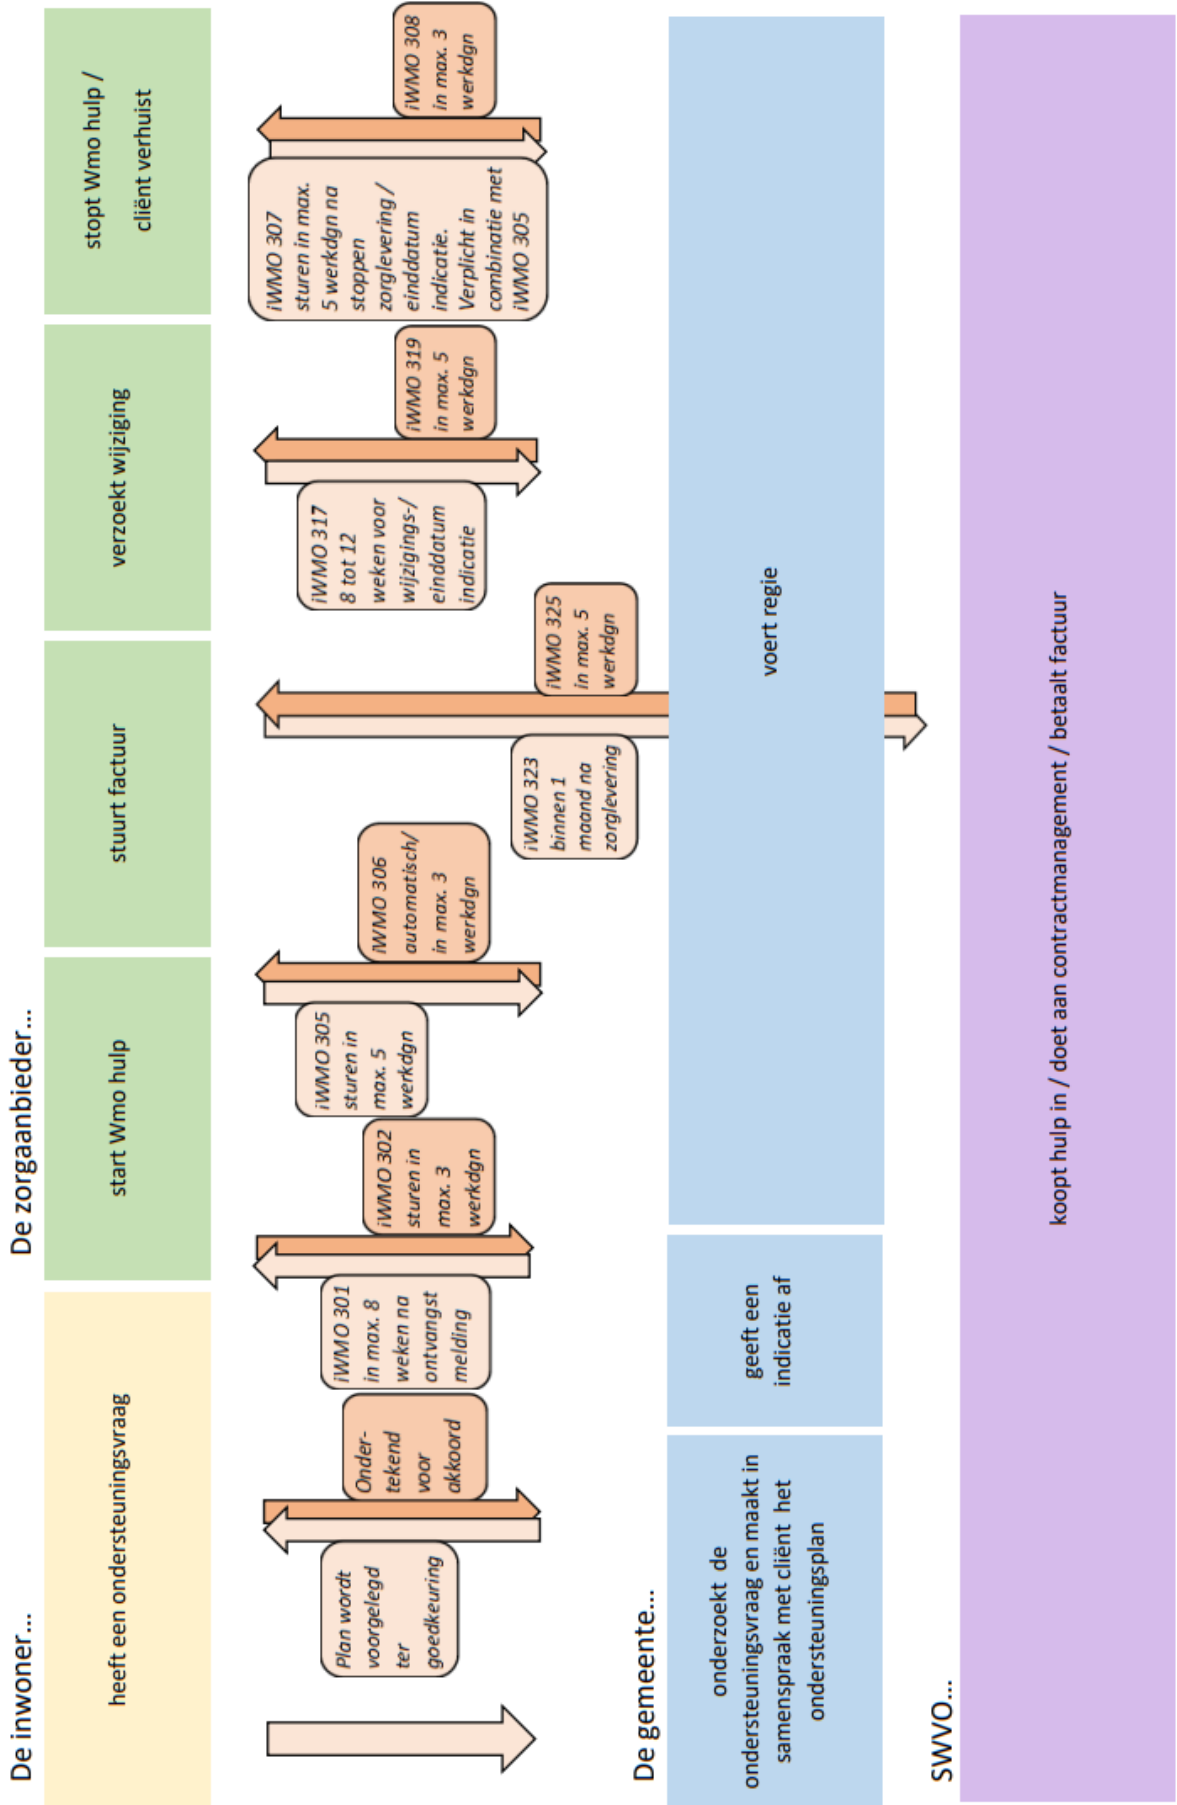 De inwoner...
De zorgaanbieder...
heeft een ondersteuningsvraag
start Wmo hulp
stuurt factuur
verzoekt wijziging
stopt Wmo hulp /
cliënt verhuist
Plan wordt
voorgelegd
ter
goedkeuring
Onder-
tekend
voor
akkoord
iWMO 301
in max. 8
weken na
ontvangst
melding
iWMO 302
sturen in
max. 3
werkdgn
iWMO 305
sturen in
max. 5
werkdgn
iWMO 306
automatisch/
in max. 3
werkdgn
iWMO 323
binnen 1
maand na
zorglevering
iWMO 325
in max. 5
werkdgn
iWMO 317
8 tot 12
weken voor
wijzigings-/
einddatum
indicatie
iWMO 319
in max. 5
werkdgn
iWMO 307
sturen in max.
5 werkdgn na
stoppen
zorglevering /
einddatum
indicatie.
Verplicht in
combinatie met
iWMO 305
iWMO 308
in max. 3
werkdgn
De gemeente...
onderzoekt de
ondersteuningsvraag en maakt in
samenspraak met cliënt het
ondersteuningsplan
geeft een
indicatie af
voert regie
SWVO...
koopt hulp in / doet aan contractmanagement / betaalt factuur